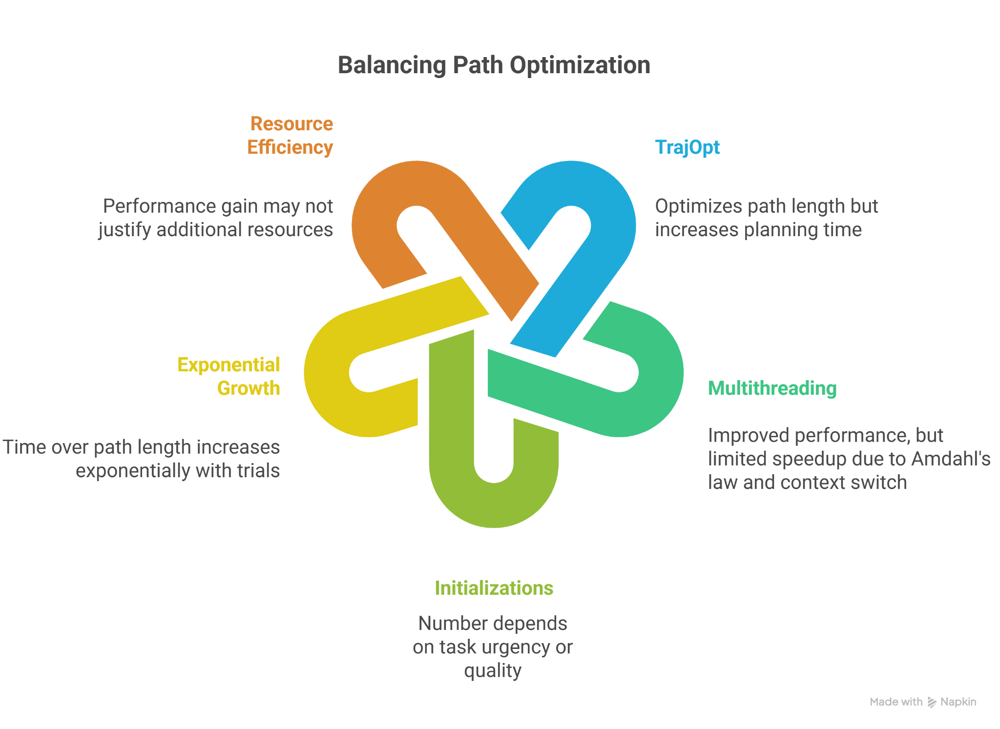 Balancing Path Optimization
Resource
Efficiency
Performance gain may not
justify additional resources
TrajOpt
Optimizes path length but
increases planning time
Exponential
Growth
Time over path length increases
exponentially with trials
Multithreading
Improved performance, but
limited speedup due to Amdahl's
law and context switch
Initializations
Number depends
on task urgency or
quality
Made with Napkin